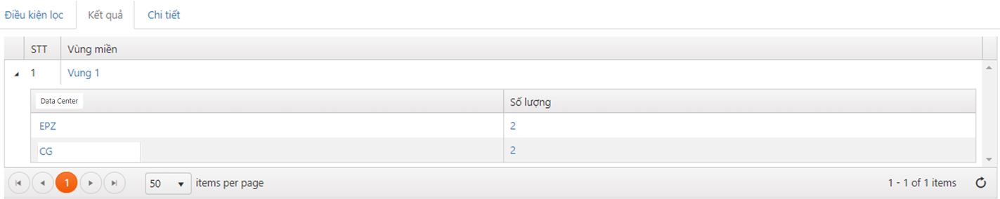 Điều kiện lọc Kết quả Chi tiết
STT Vùng miền
1 Vung 1
Data Center Số lượng
EPZ 2
CG 2
1 50 items per page 1 - 1 of 1 items